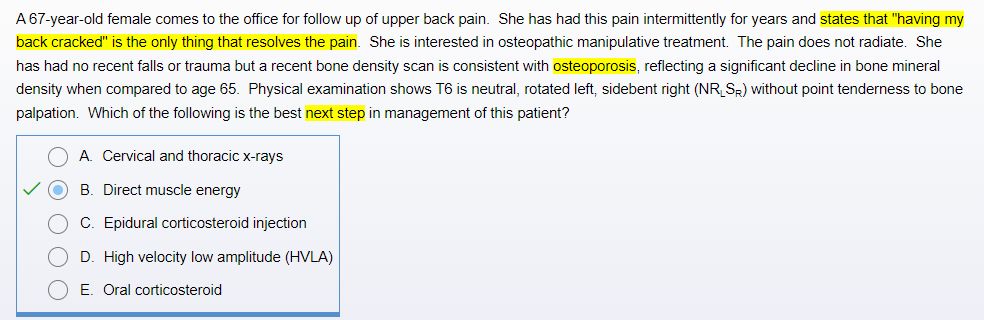 A 67-year-old female comes to the office for follow up of upper back pain. She has had this pain intermittently for years and states that "having my
back cracked" is the only thing that resolves the pain. She is interested in osteopathic manipulative treatment. The pain does not radiate. She
has had no recent falls or trauma but a recent bone density scan is consistent with osteoporosis, reflecting a significant decline in bone mineral
density when compared to age 65. Physical examination shows T6 is neutral, rotated left, sidebent right (NRLSR) without point tenderness to bone
palpation. Which of the following is the best next step in management of this patient?
A. Cervical and thoracic x-rays
B. Direct muscle energy
C. Epidural corticosteroid injection
D. High velocity low amplitude (HVLA)
E. Oral corticosteroid